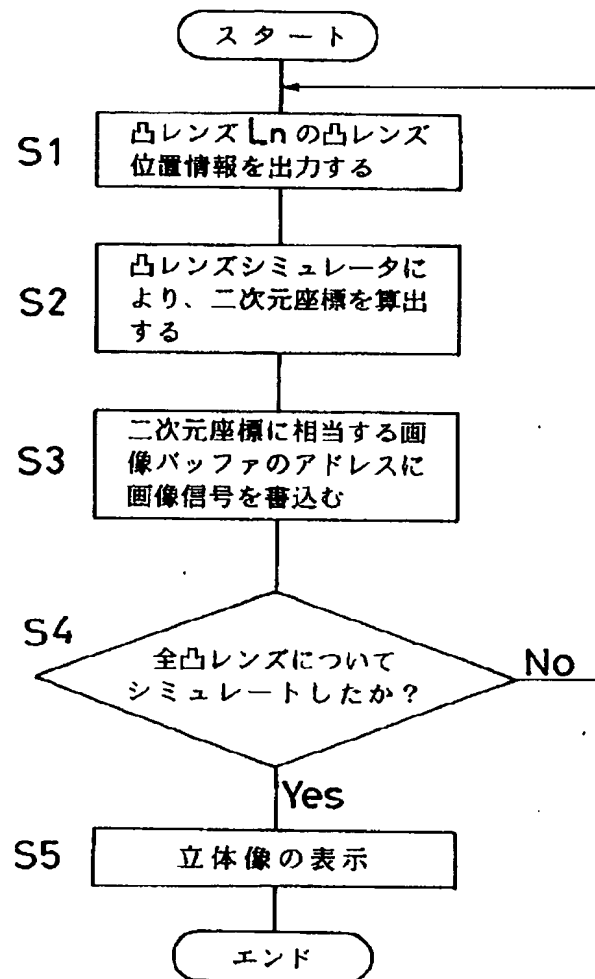 スタート
S1
凸レンズLnの凸レンズ
位置情報を出力する
S2
凸レンズシミュレータに
より、二次元座標を算出
する
S3
二次元座標に相当する画
像バッファのアドレスに
画像信号を書込む
S4
全凸レンズについて
シミュレートしたか？
No
Yes
S5
立体像の表示
エンド